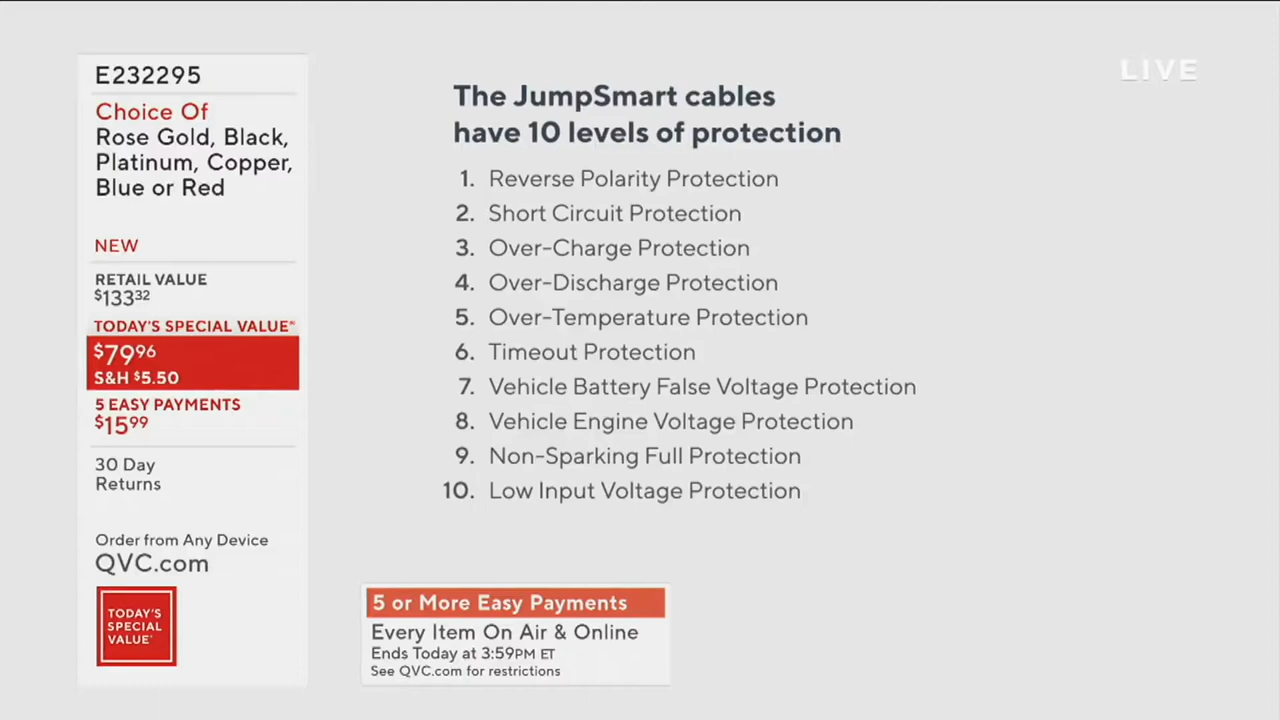 E232295
Choice Of
Rose Gold, Black,
Platinum, Copper,
Blue or Red
NEW
RETAIL VALUE
$133.32
TODAY'S SPECIAL VALUE®
$79.96
S&H $5.50
5 EASY PAYMENTS
$15.99
30 Day
Returns
Order from Any Device
QVC.com
TODAY'S
SPECIAL
VALUE
LIVE
The JumpSmart cables
have 10 levels of protection
1. Reverse Polarity Protection
2. Short Circuit Protection
3. Over-Charge Protection
4. Over-Discharge Protection
5. Over-Temperature Protection
6. Timeout Protection
7. Vehicle Battery False Voltage Protection
8. Vehicle Engine Voltage Protection
9. Non-Sparking Full Protection
10. Low Input Voltage Protection
5 or More Easy Payments
Every Item On Air & Online
Ends Today at 3:59PM ET
See QVC.com for restrictions